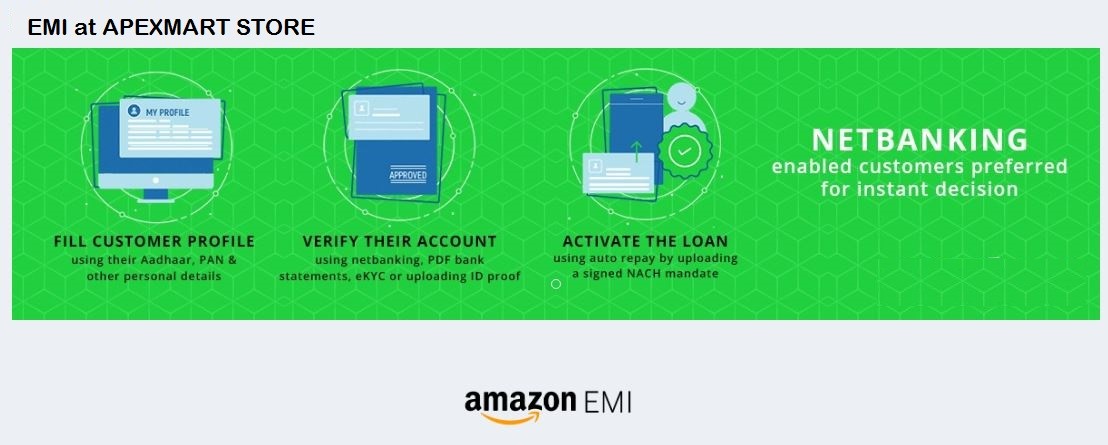 EMI at APEXMART STORE
MY PROFILE
FILL CUSTOMER PROFILE
using their Aadhaar, PAN &
other personal details
APPROVED
VERIFY THEIR ACCOUNT
using netbanking, PDF bank
statements, eKYC or uploading ID proof
ACTIVATE THE LOAN
using auto repay by uploading
a signed NACH mandate
NETBANKING
enabled customers preferred
for instant decision
amazon EMI